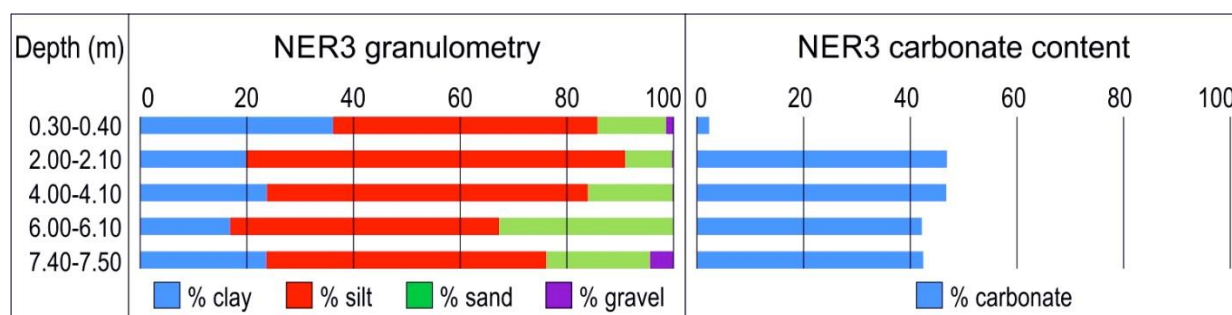 Depth (m) NER3 granulometry NER3 carbonate content
0 20 40 60 80 100 0 20 40 60 80 100
0.30-0.40
2.00-2.10
4.00-4.10
6.00-6.10
7.40-7.50
% clay % silt % sand % gravel % carbonate